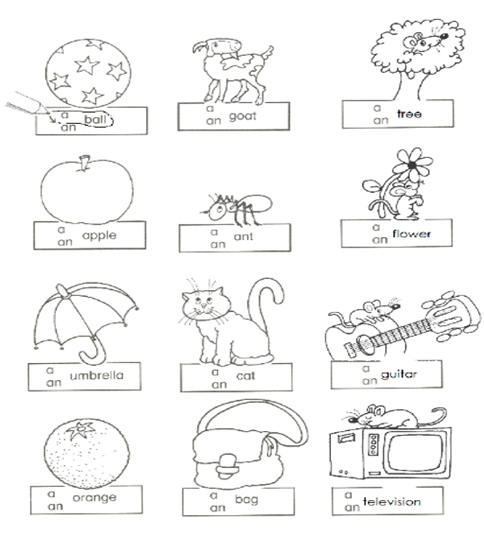 a
an ball
a
an goat
a
an tree
a
an apple
a
an ant
a
an flower
a
an umbrella
a
an cat
a
an guitar
a
an orange
a
an bag
a
an television